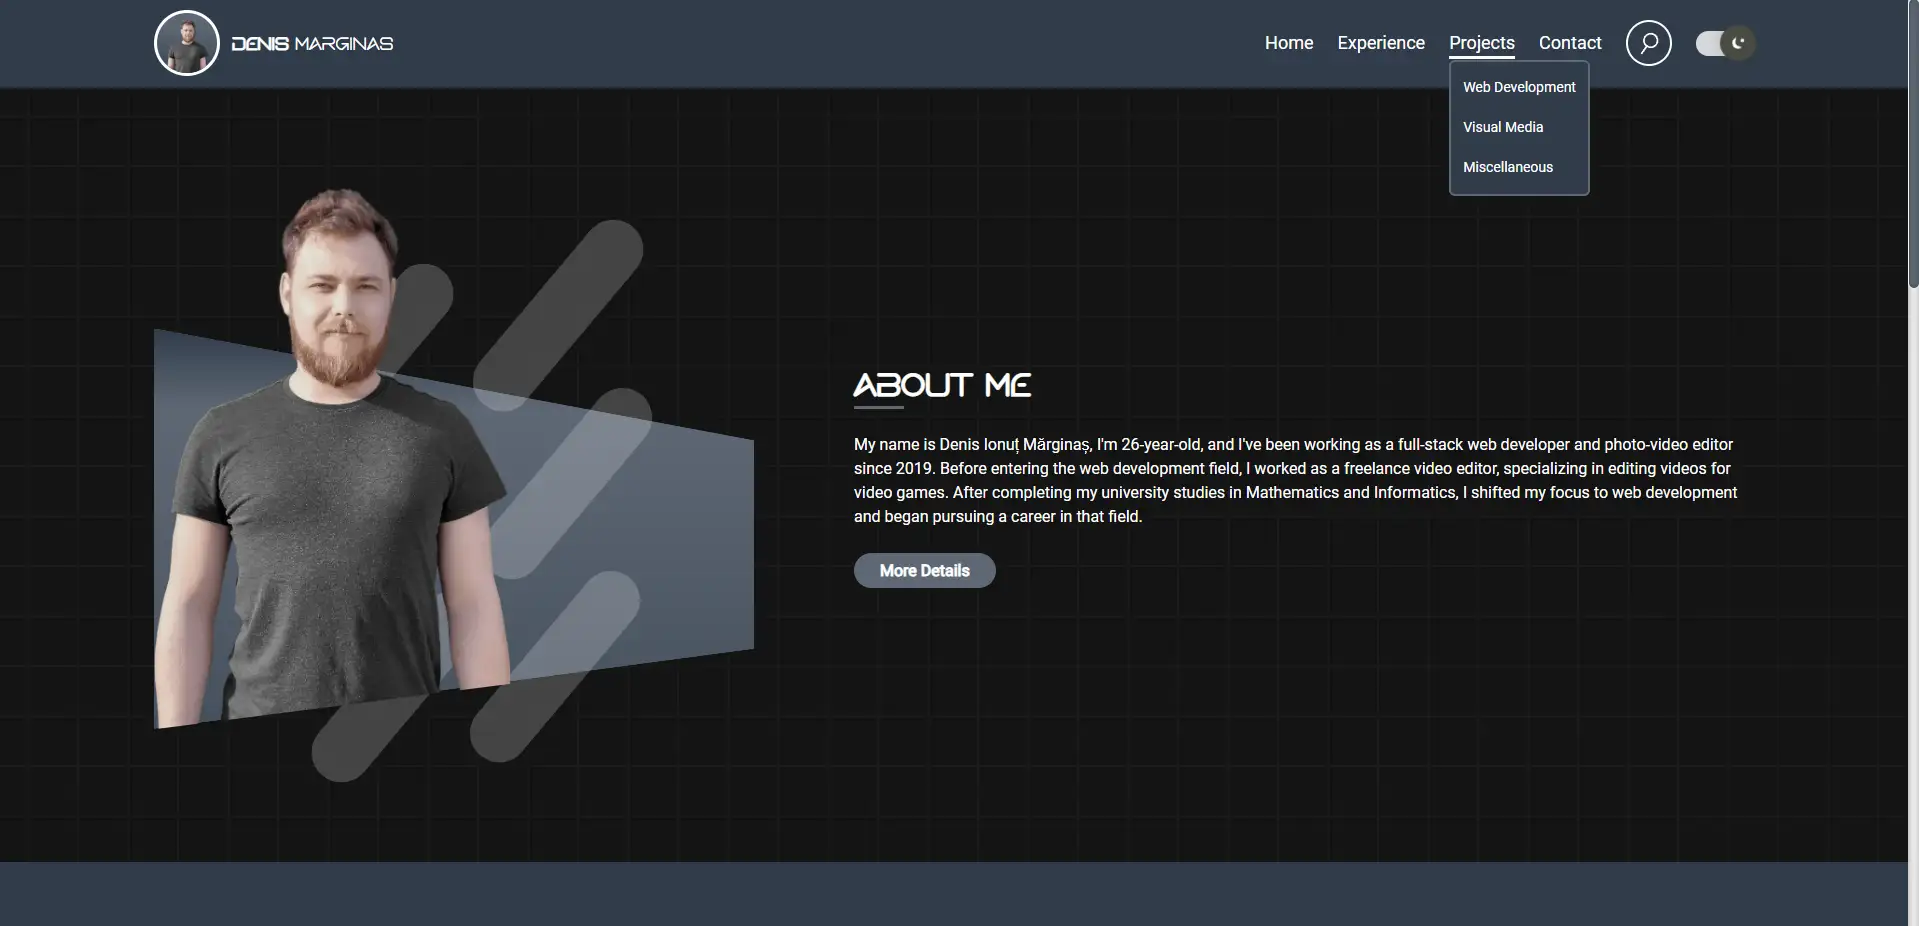 DENIS MARGINAS
Home Experience Projects Contact
Web Development
Visual Media
Miscellaneous
ABOUT ME
My name is Denis Ionuț Mărginaș, I'm 26-year-old, and I've been working as a full-stack web developer and photo-video editor
since 2019. Before entering the web development field, I worked as a freelance video editor, specializing in editing videos for
video games. After completing my university studies in Mathematics and Informatics, I shifted my focus to web development
and began pursuing a career in that field.
More Details